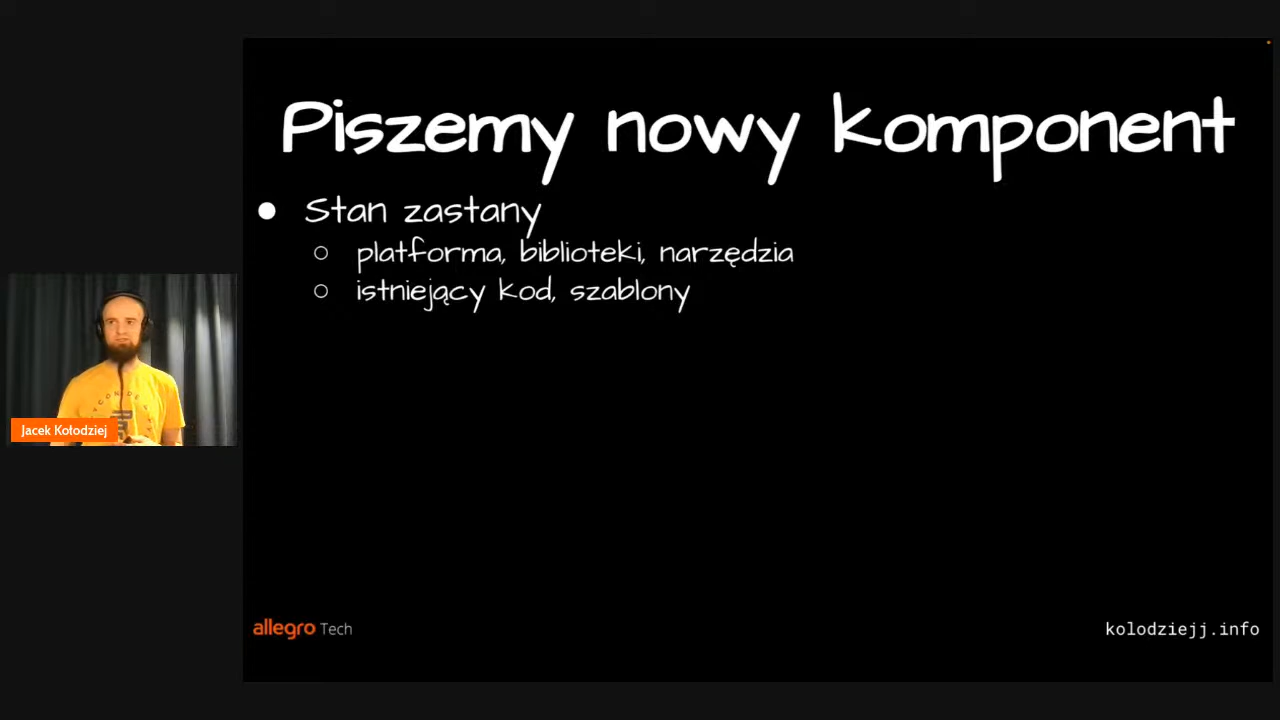 Piszemy nowy komponent
● Stan zastany
○ platforma, biblioteki, narzędzia
○ istniejący kod, szablony
Jacek Kołodziej
allegro Tech
kolodziejj.info